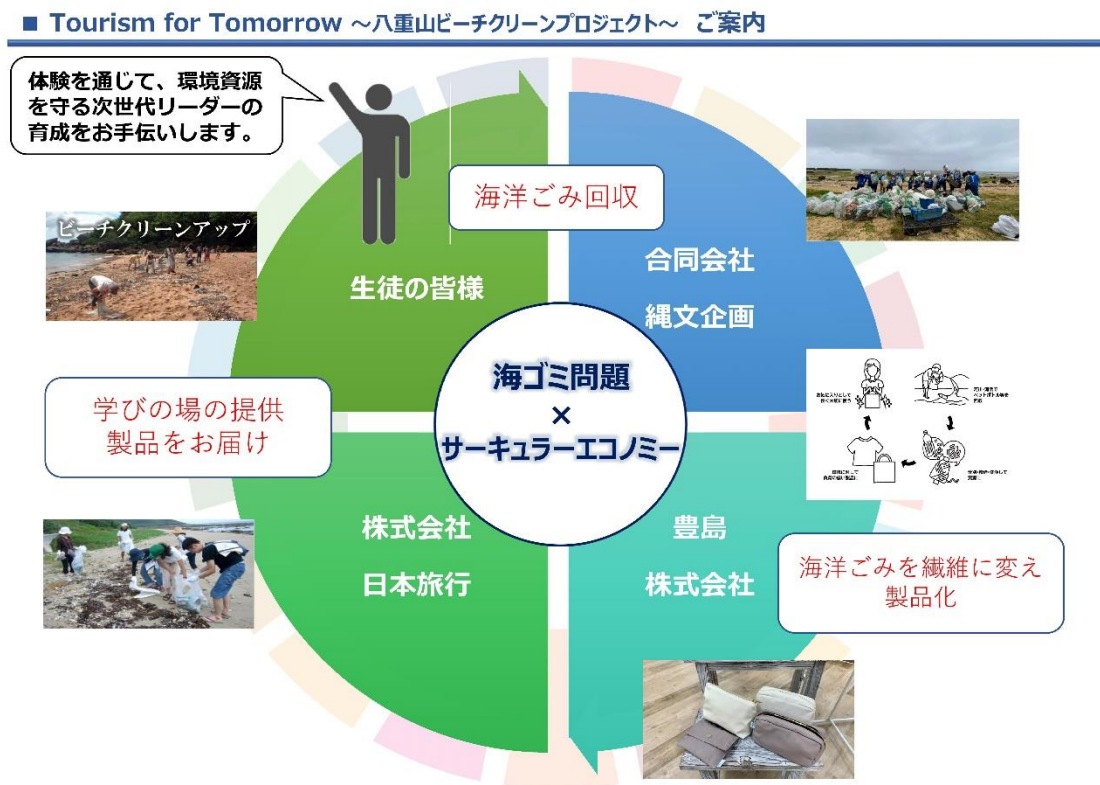 ■ Tourism for Tomorrow ～八重山ビーチクリーンプロジェクト～ ご案内
体験を通じて、環境資源
を守る次世代リーダーの
育成をお手伝いします。
海洋ごみ回収
ビーチクリーンアップ
生徒の皆様
合同会社
縄文企画
海ゴミ問題
×
サーキュラーエコノミー
学びの場の提供
製品をお届け
株式会社
日本旅行
豊島
株式会社
海洋ごみを繊維に変え
製品化